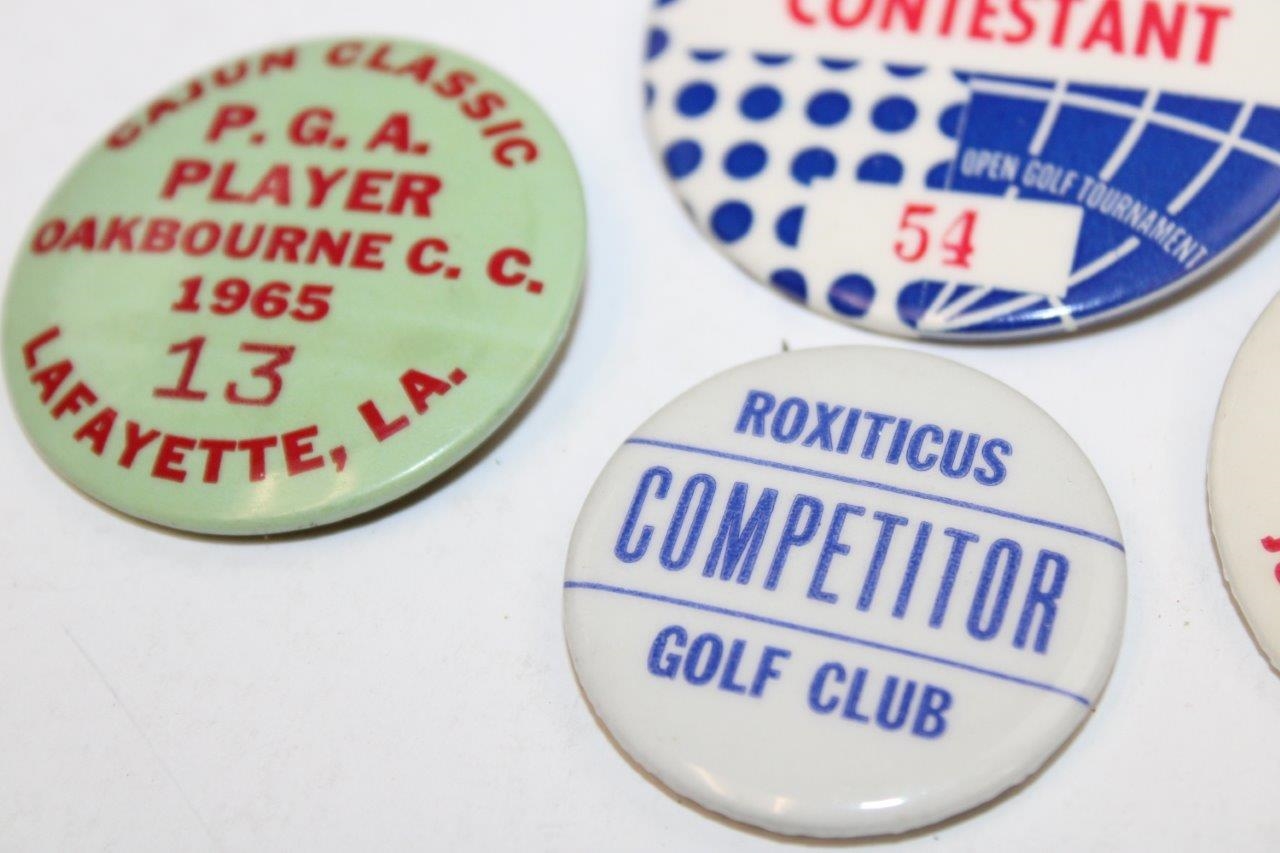 CAJUN CLASSIC
P. G. A.
PLAYER
OAKBOURNE C. C.
1965
13
LAFAYETTE, LA.
CONTESTANT
OPEN GOLF TOURNAMENT
54
ROXITICUS
COMPETITOR
GOLF CLUB